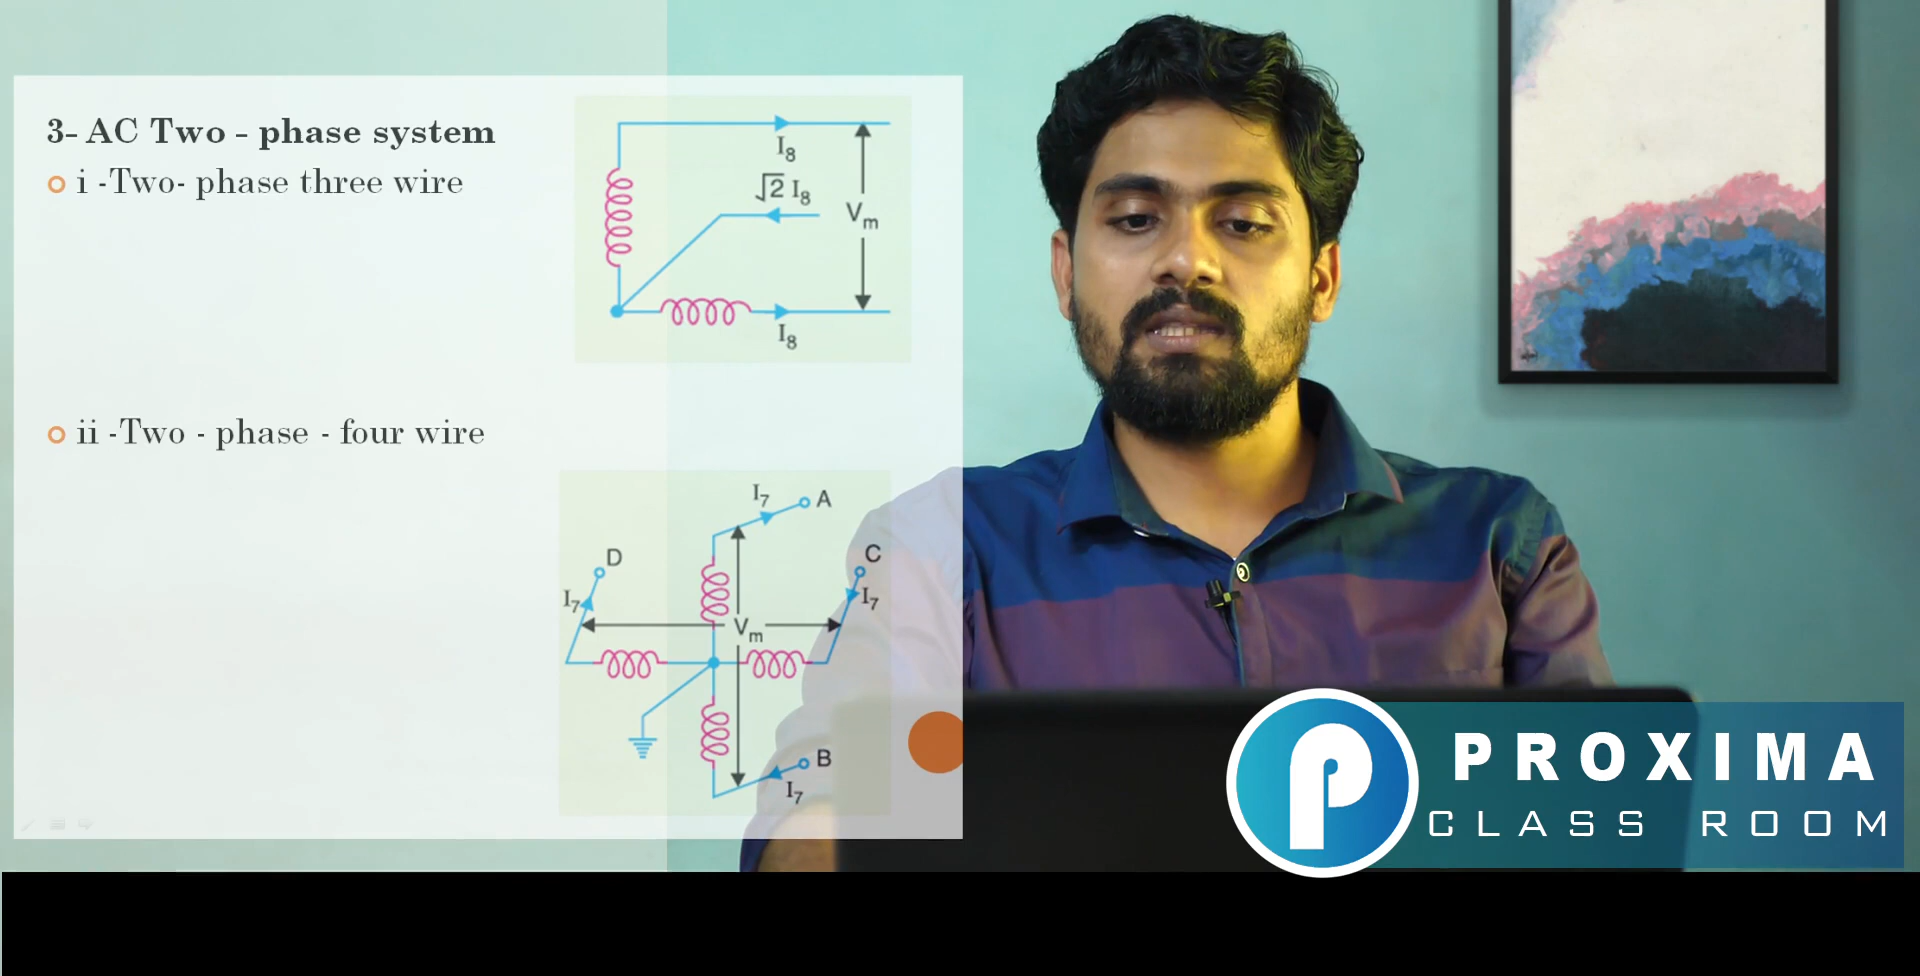 3- AC Two - phase system
i -Two- phase three wire
I8
√2 I8
Vm
I8
ii -Two - phase - four wire
I7 A
D
C
I7
I7
Vm
B
I7
P PROXIMA
CLASS ROOM